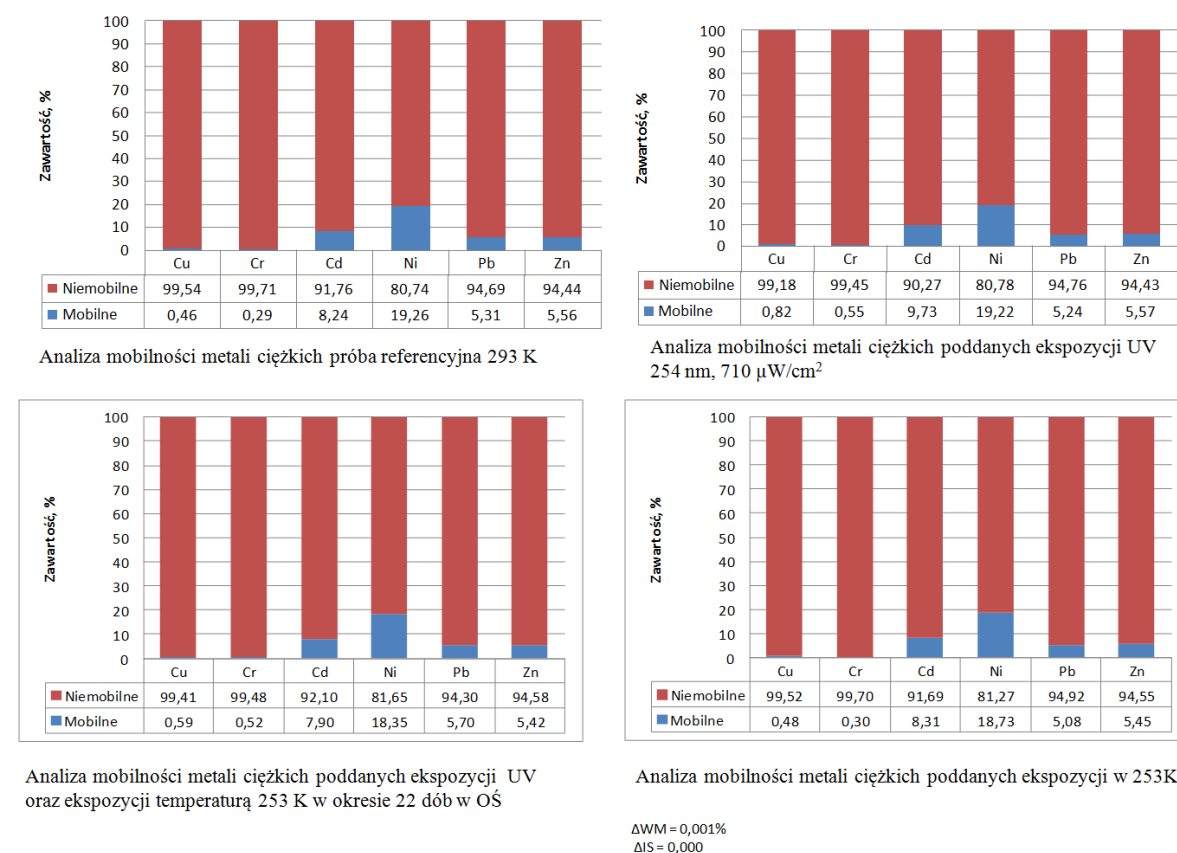 100
90
80
70
60
50
40
30
20
10
0
Zawartość, %
Cu Cr Cd Ni Pb Zn
Niemobilne 99,54 99,71 91,76 80,74 94,69 94,44
Mobilne 0,46 0,29 8,24 19,26 5,31 5,56
Analiza mobilności metali ciężkich próba referencyjna 293 K
100
90
80
70
60
50
40
30
20
10
0
Zawartość, %
Cu Cr Cd Ni Pb Zn
Niemobilne 99,18 99,45 90,27 80,78 94,76 94,43
Mobilne 0,82 0,55 9,73 19,22 5,24 5,57
Analiza mobilności metali ciężkich poddanych ekspozycji UV
254 nm, 710 µW/cm²
100
90
80
70
60
50
40
30
20
10
0
Zawartość, %
Cu Cr Cd Ni Pb Zn
Niemobilne 99,41 99,48 92,10 81,65 94,30 94,58
Mobilne 0,59 0,52 7,90 18,35 5,70 5,42
Analiza mobilności metali ciężkich poddanych ekspozycji UV
oraz ekspozycji temperaturą 253 K w okresie 22 dób w OŚ
100
90
80
70
60
50
40
30
20
10
0
Zawartość, %
Cu Cr Cd Ni Pb Zn
Niemobilne 99,52 99,70 91,69 81,27 94,92 94,55
Mobilne 0,48 0,30 8,31 18,73 5,08 5,45
Analiza mobilności metali ciężkich poddanych ekspozycji w 253K
ΔWM = 0,001%
ΔIS = 0,000